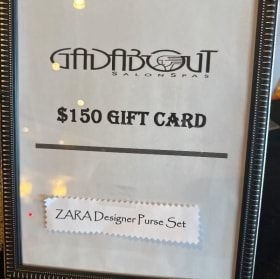 GADABOUT
SALONSPAS
$150 GIFT CARD
ZARA Designer Purse Set